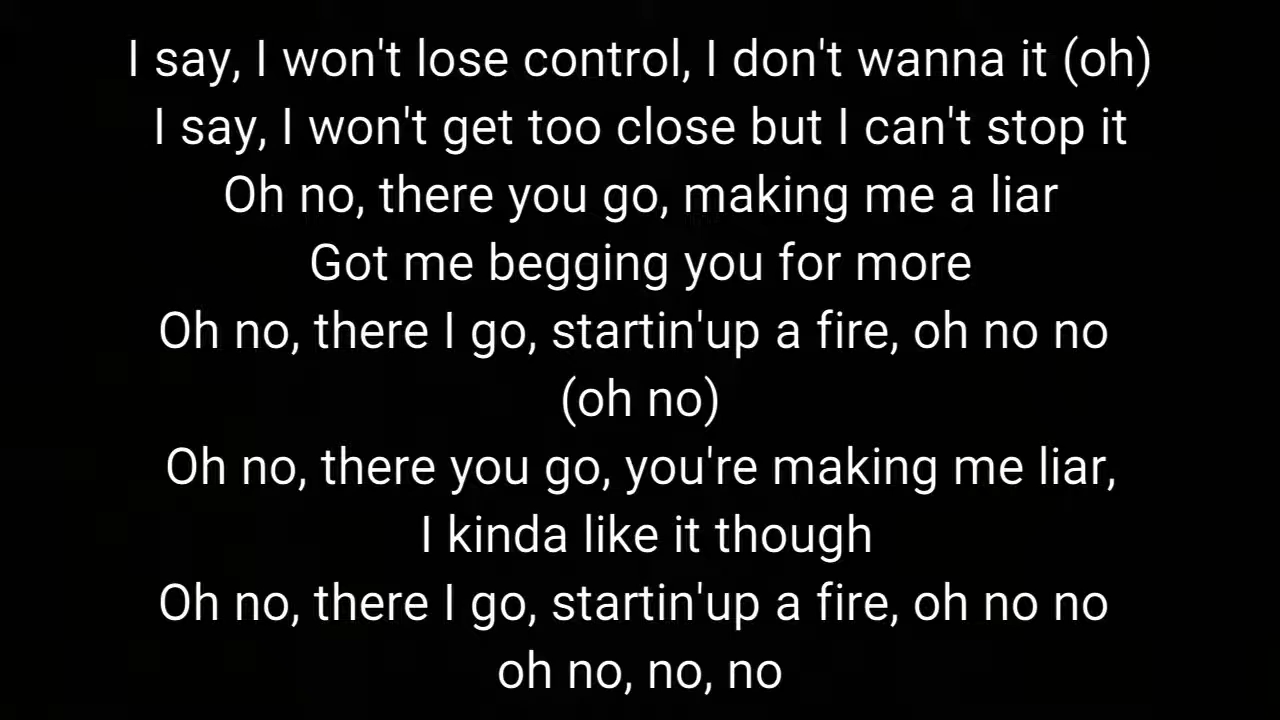 I say, I won't lose control, I don't wanna it (oh)
I say, I won't get too close but I can't stop it
Oh no, there you go, making me a liar
Got me begging you for more
Oh no, there I go, startin'up a fire, oh no no
(oh no)
Oh no, there you go, you're making me liar,
I kinda like it though
Oh no, there I go, startin'up a fire, oh no no
oh no, no, no